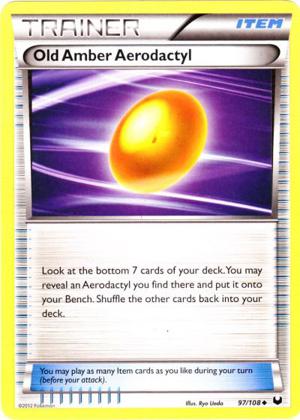 TRAINER ITEM
Old Amber Aerodactyl
Look at the bottom 7 cards of your deck. You may
reveal an Aerodactyl you find there and put it onto
your Bench. Shuffle the other cards back into
your deck.
You may play as many Item cards as you like during your turn
(before your attack).
©2012 Pokémon
Illus. Ryo Ueda
97/108